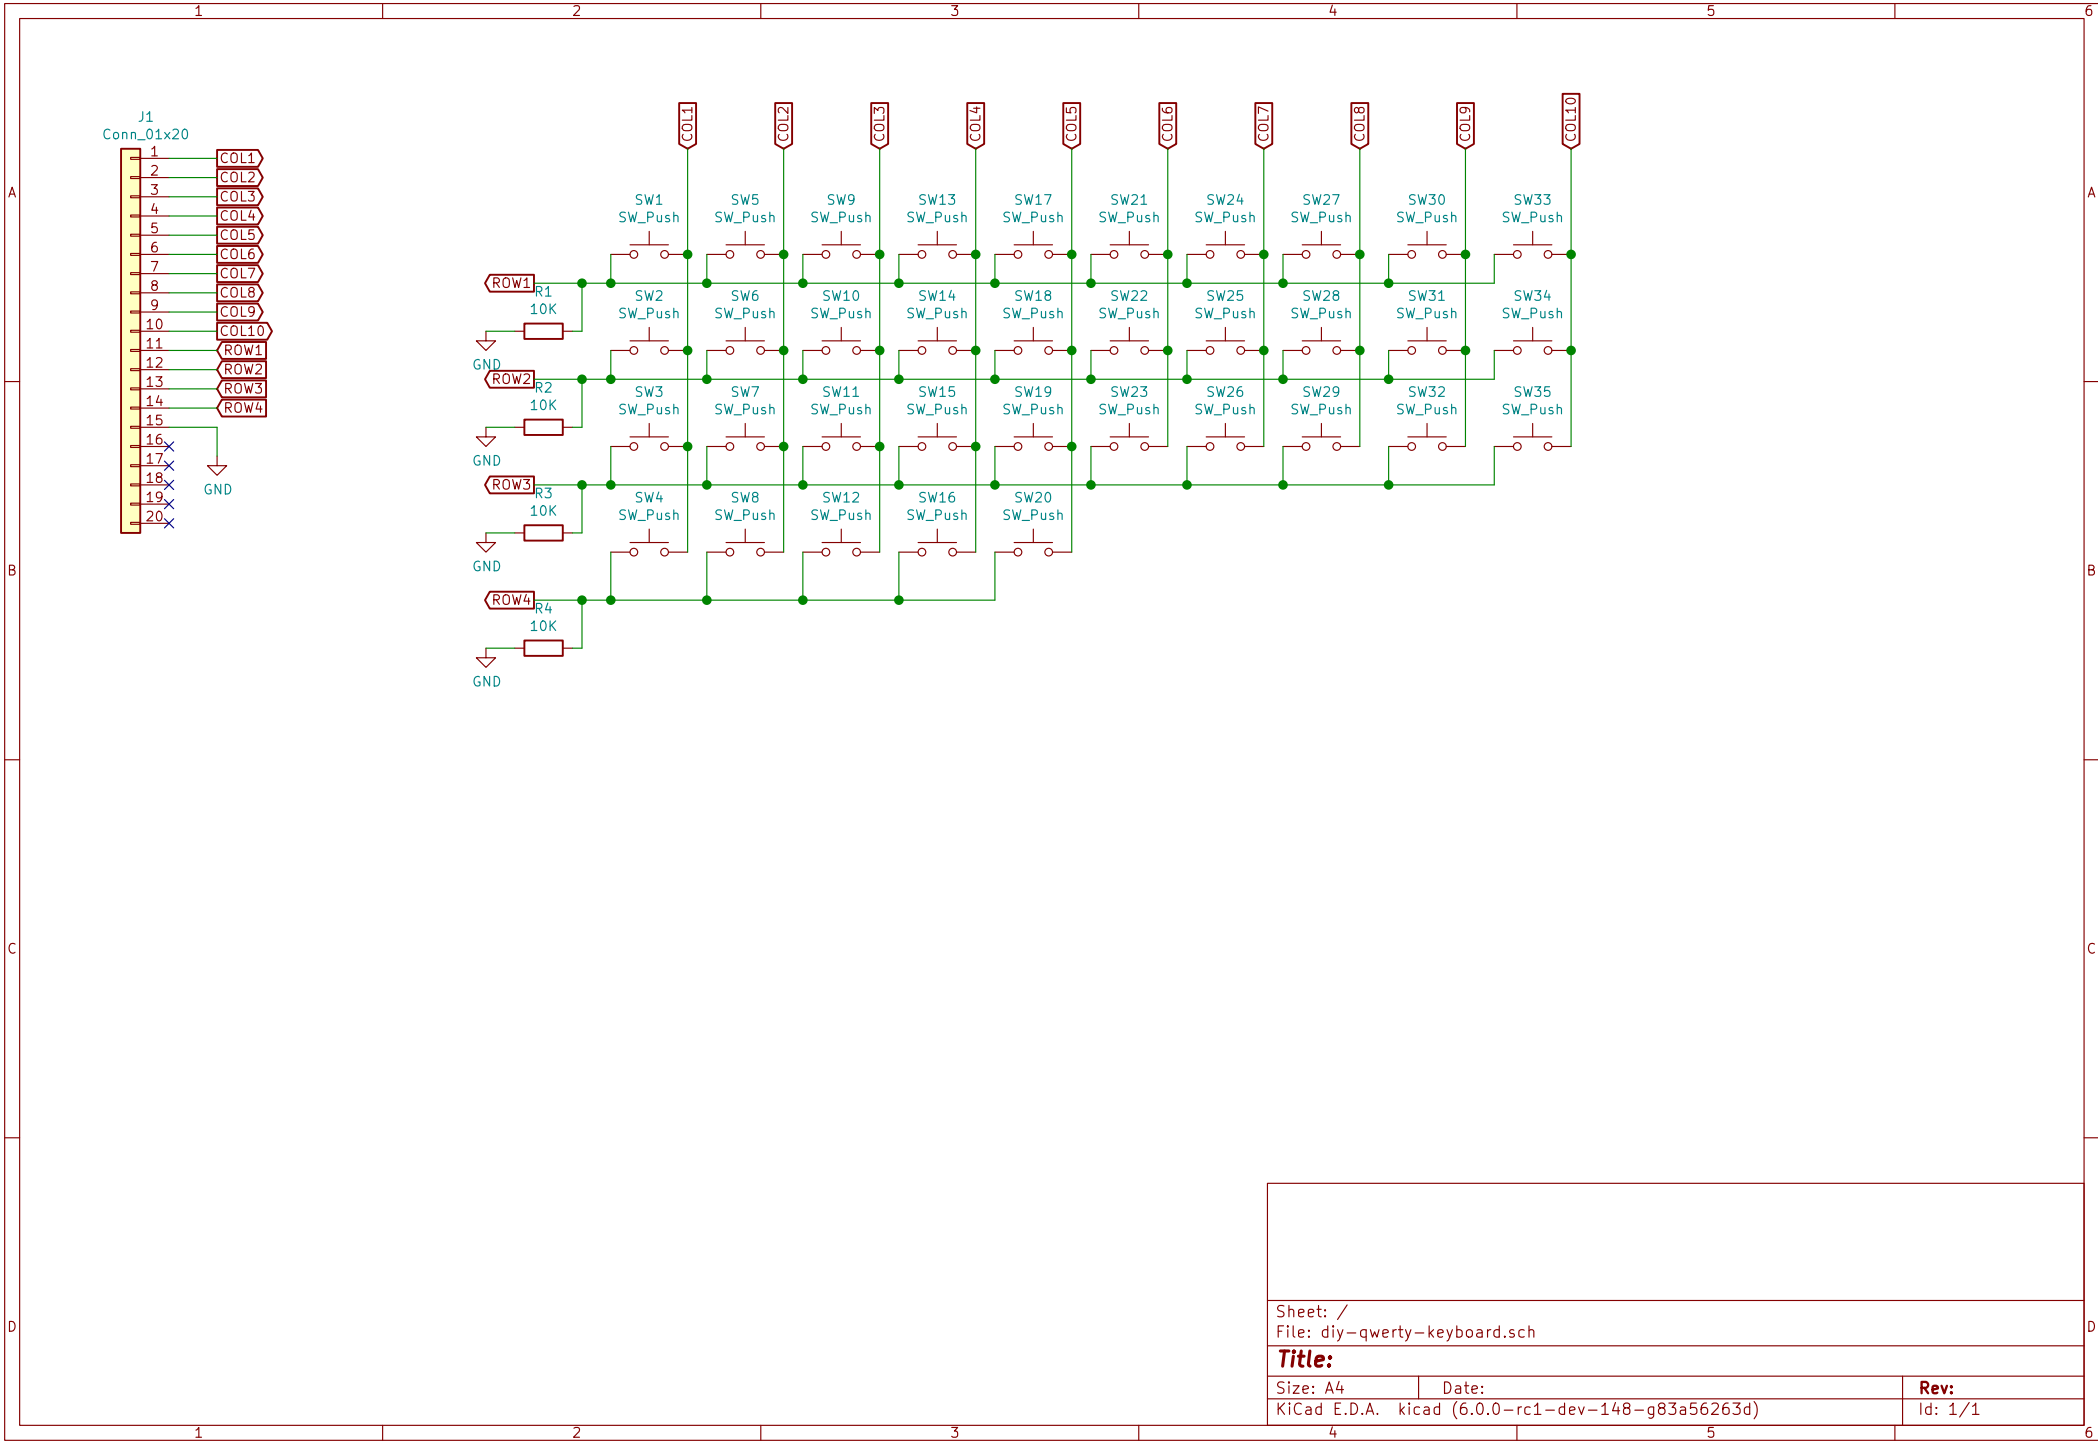 1 2 3 4 5 6
A
B
C
D
J1
Conn_01x20
1 COL1
2 COL2
3 COL3
4 COL4
5 COL5
6 COL6
7 COL7
8 COL8
9 COL9
10 COL10
11 ROW1
12 ROW2
13 ROW3
14 ROW4
15
16
17
18
19
20
GND
COL1 COL2 COL3 COL4 COL5 COL6 COL7 COL8 COL9 COL10
SW1 SW5 SW9 SW13 SW17 SW21 SW24 SW27 SW30 SW33
SW_Push SW_Push SW_Push SW_Push SW_Push SW_Push SW_Push SW_Push SW_Push SW_Push
ROW1
R1
10K
GND
SW2 SW6 SW10 SW14 SW18 SW22 SW25 SW28 SW31 SW34
SW_Push SW_Push SW_Push SW_Push SW_Push SW_Push SW_Push SW_Push SW_Push SW_Push
ROW2
R2
10K
GND
SW3 SW7 SW11 SW15 SW19 SW23 SW26 SW29 SW32 SW35
SW_Push SW_Push SW_Push SW_Push SW_Push SW_Push SW_Push SW_Push SW_Push SW_Push
ROW3
R3
10K
GND
SW4 SW8 SW12 SW16 SW20
SW_Push SW_Push SW_Push SW_Push SW_Push
ROW4
R4
10K
GND
A
B
C
D
Sheet: /
File: diy-qwerty-keyboard.sch
Title:
Size: A4 Date: Rev:
KiCad E.D.A. kicad (6.0.0-rc1-dev-148-g83a56263d) Id: 1/1
1 2 3 4 5 6